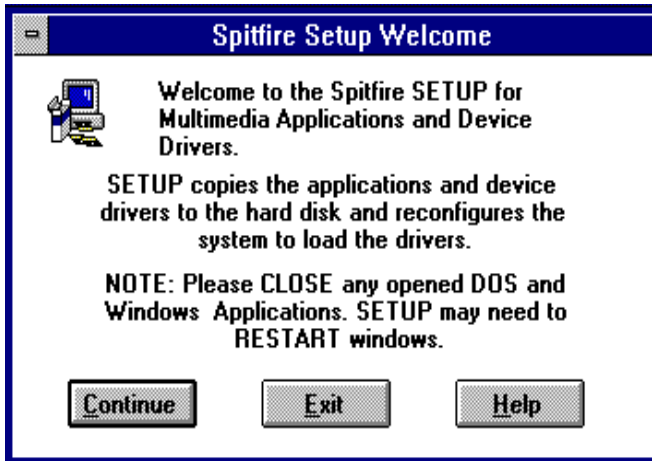 Spitfire Setup Welcome
Welcome to the Spitfire SETUP for
Multimedia Applications and Device
Drivers.
SETUP copies the applications and device
drivers to the hard disk and reconfigures the
system to load the drivers.
NOTE: Please CLOSE any opened DOS and
Windows  Applications. SETUP may need to
RESTART windows.
Continue
Exit
Help